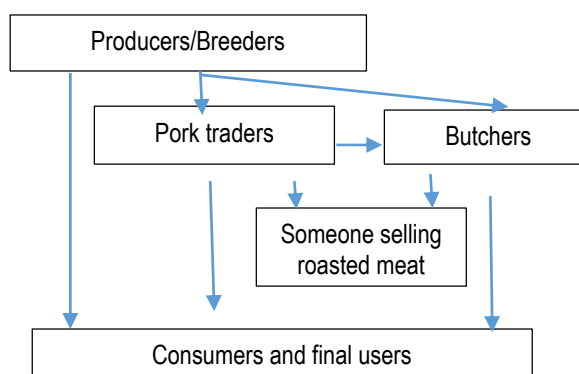 Producers/Breeders
Pork traders
Butchers
Someone selling
roasted meat
Consumers and final users